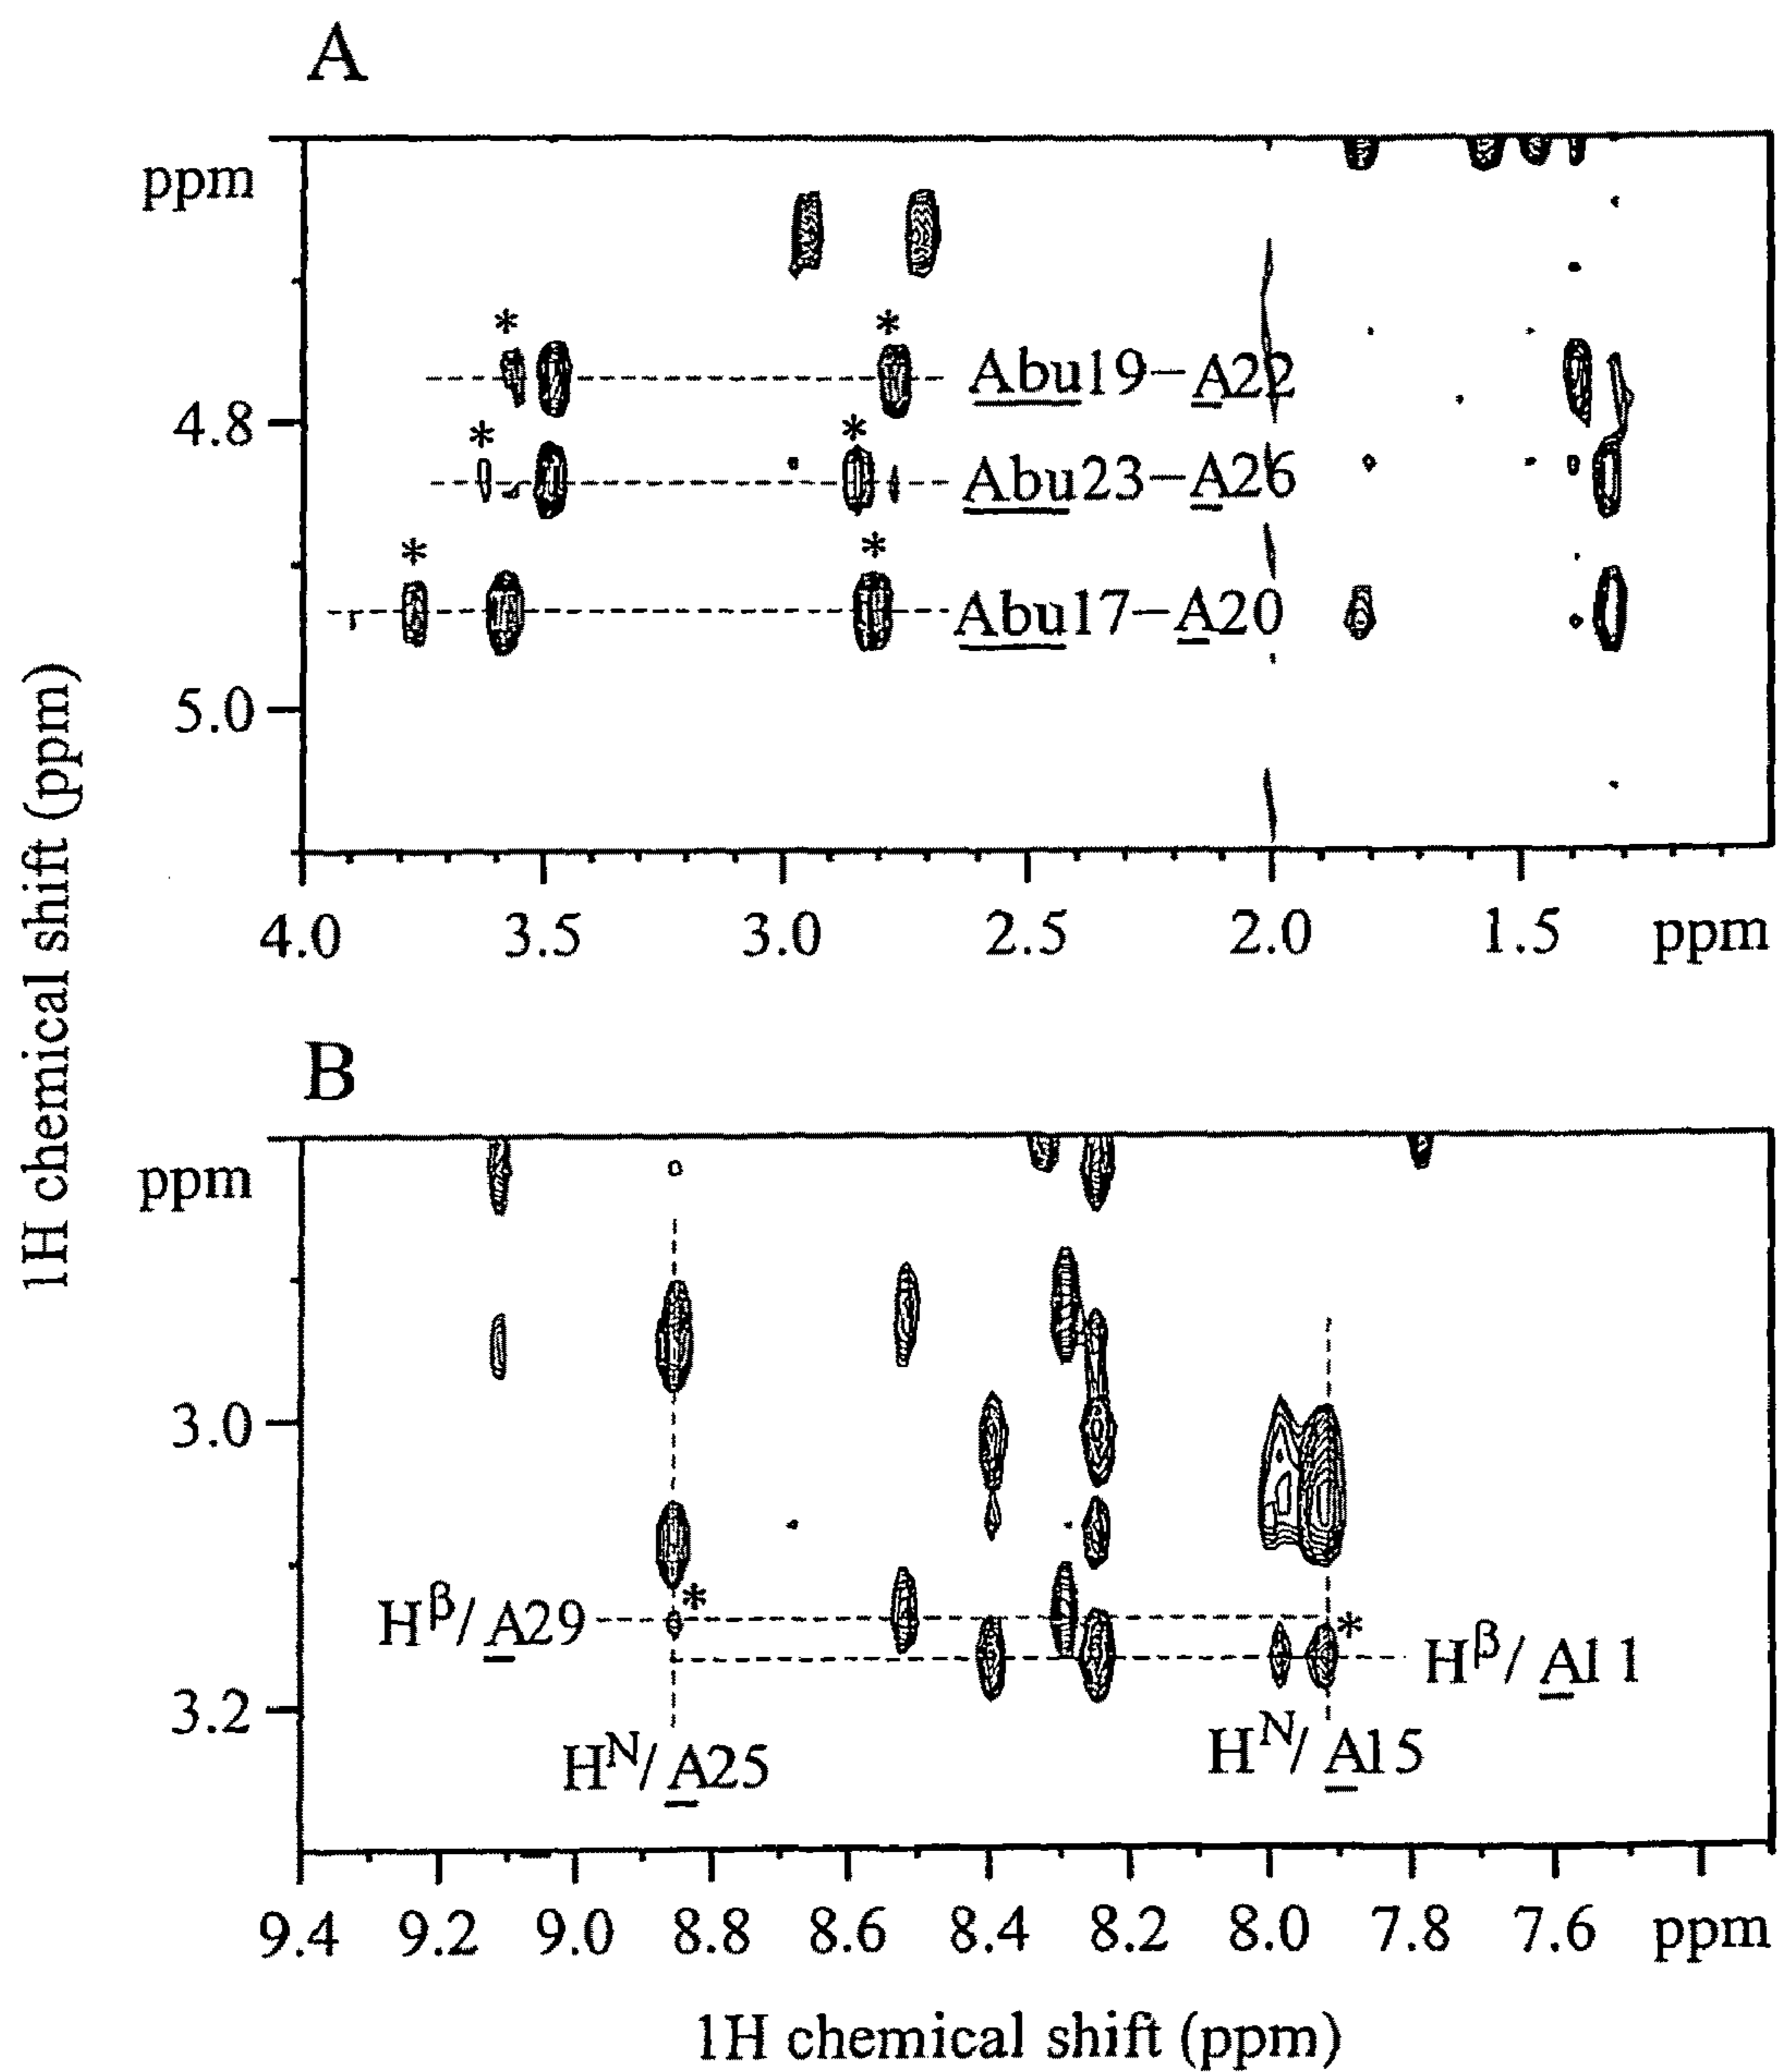 A
ppm
* *
Abu19-A22
4.8
* *
Abu23-A26
* *
Abu17-A20
5.0
4.0 3.5 3.0 2.5 2.0 1.5 ppm
1H chemical shift (ppm)
B
ppm
3.0
Hβ/A29 * *
Hβ/A11
3.2
HN/A25 HN/A15
9.4 9.2 9.0 8.8 8.6 8.4 8.2 8.0 7.8 7.6 ppm
1H chemical shift (ppm)